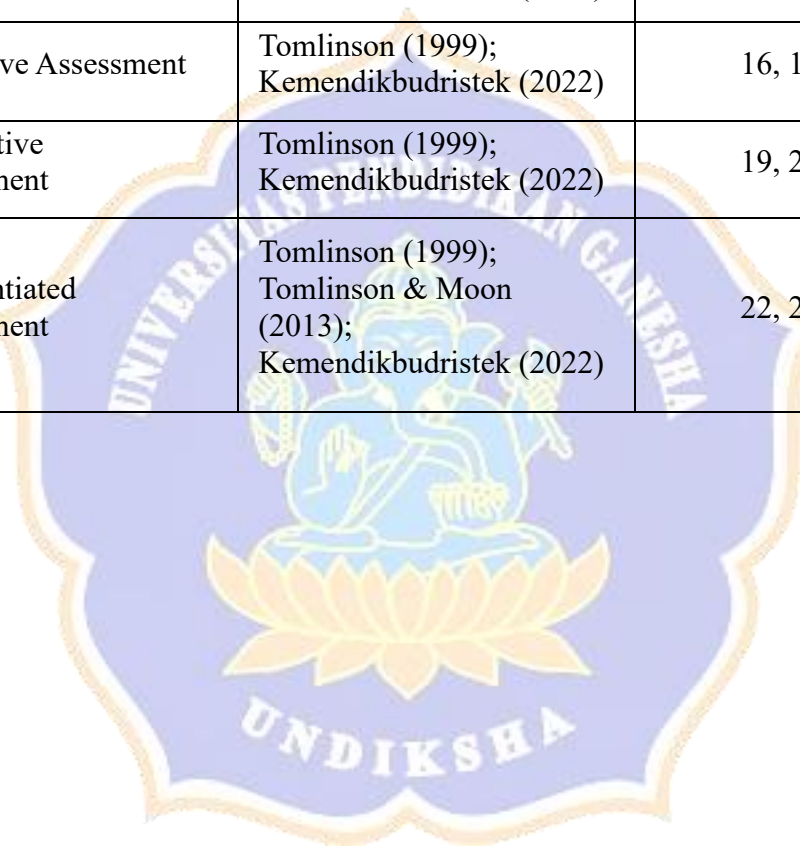 ve Assessment
Tomlinson (1999);
Kemendikbudristek (2022)
16, 1
tive
nent
Tomlinson (1999);
Kemendikbudristek (2022)
19, 2
ntiated
nent
Tomlinson (1999);
Tomlinson & Moon
(2013);
Kemendikbudristek (2022)
22, 2
UNIVERSITAS PENDIDIKAN GANESHA
UNDIKSHA